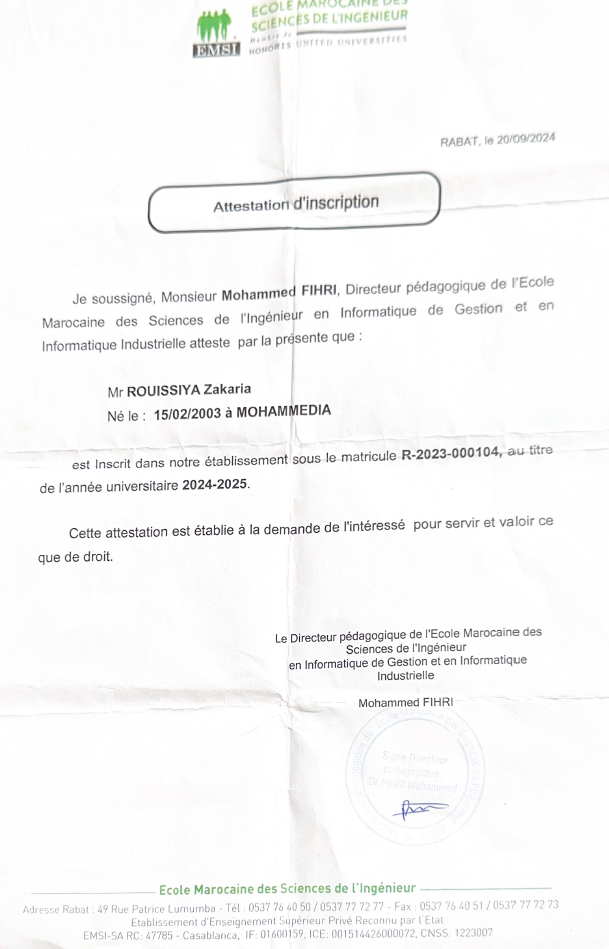 ECOLE MAROCAINE DES
SCIENCES DE L'INGÉNIEUR
Membre de
HONORIS UNITED UNIVERSITIES
EMSI
RABAT, le 20/09/2024
Attestation d'inscription
Je soussigné, Monsieur Mohammed FIHRI, Directeur pédagogique de l'Ecole
Marocaine des Sciences de l'Ingénieur en Informatique de Gestion et en
Informatique Industrielle atteste par la présente que :
Mr ROUISSIYA Zakaria
Né le : 15/02/2003 à MOHAMMEDIA
est Inscrit dans notre établissement sous le matricule R-2023-000104, au titre
de l'année universitaire 2024-2025.
Cette attestation est établie à la demande de l'intéressé pour servir et valoir ce
que de droit.
Le Directeur pédagogique de l'Ecole Marocaine des
Sciences de l'Ingénieur
en Informatique de Gestion et en Informatique
Industrielle
Mohammed FIHRI
Signé Directeur
pédagogique
Dr FIHRI Mohammed
Ecole Marocaine des Sciences de l'Ingénieur
Adresse Rabat : 49 Rue Patrice Lumumba - Tél : 0537 76 40 50 / 0537 77 72 77 - Fax : 0537 76 40 51 / 0537 77 72 73
Etablissement d'Enseignement Supérieur Privé Reconnu par l'Etat
EMSI-SA RC: 47785 - Casablanca, IF: 01600159, ICE: 001514426000072, CNSS: 1223007